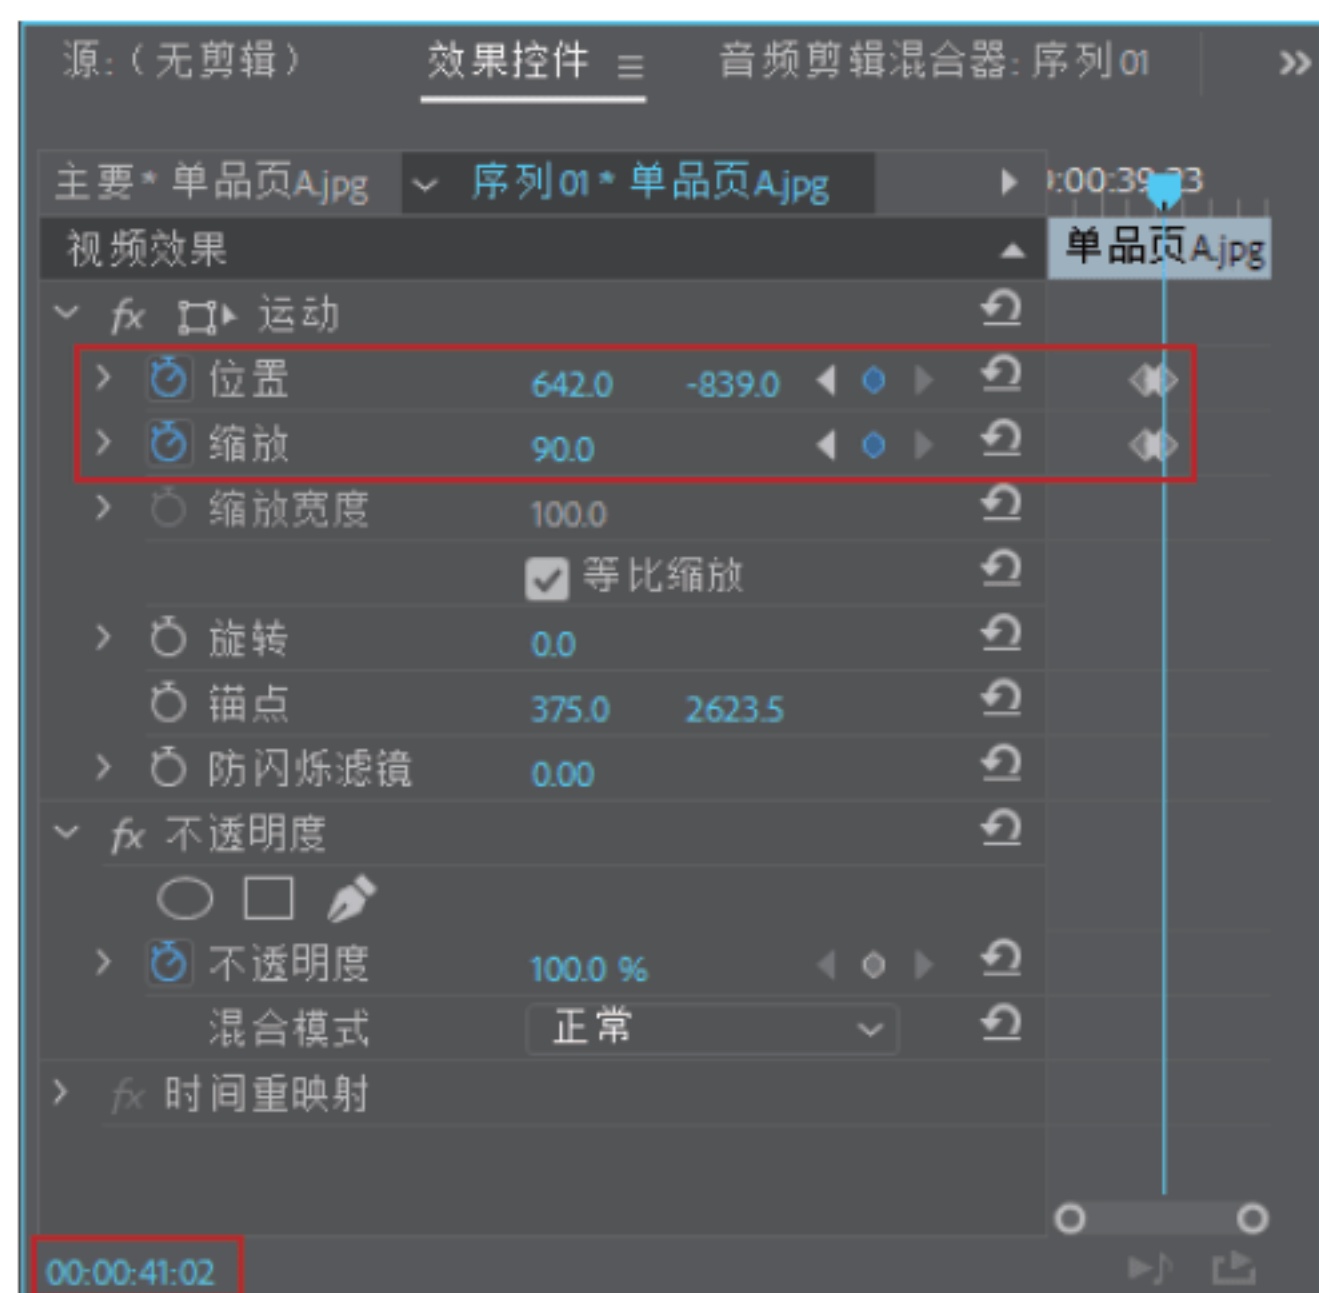 源:（无剪辑） 效果控件 ≡ 音频剪辑混合器: 序列 01 »
主要* 单品页A.jpg 序列 01 * 单品页A.jpg
视频效果 单品页A.jpg
fx 运动
位置 642.0 -839.0
缩放 90.0
缩放宽度 100.0
等比缩放
旋转 0.0
锚点 375.0 2623.5
防闪烁滤镜 0.00
fx 不透明度
不透明度 100.0 %
混合模式 正常
fx 时间重映射
00:00:41:02